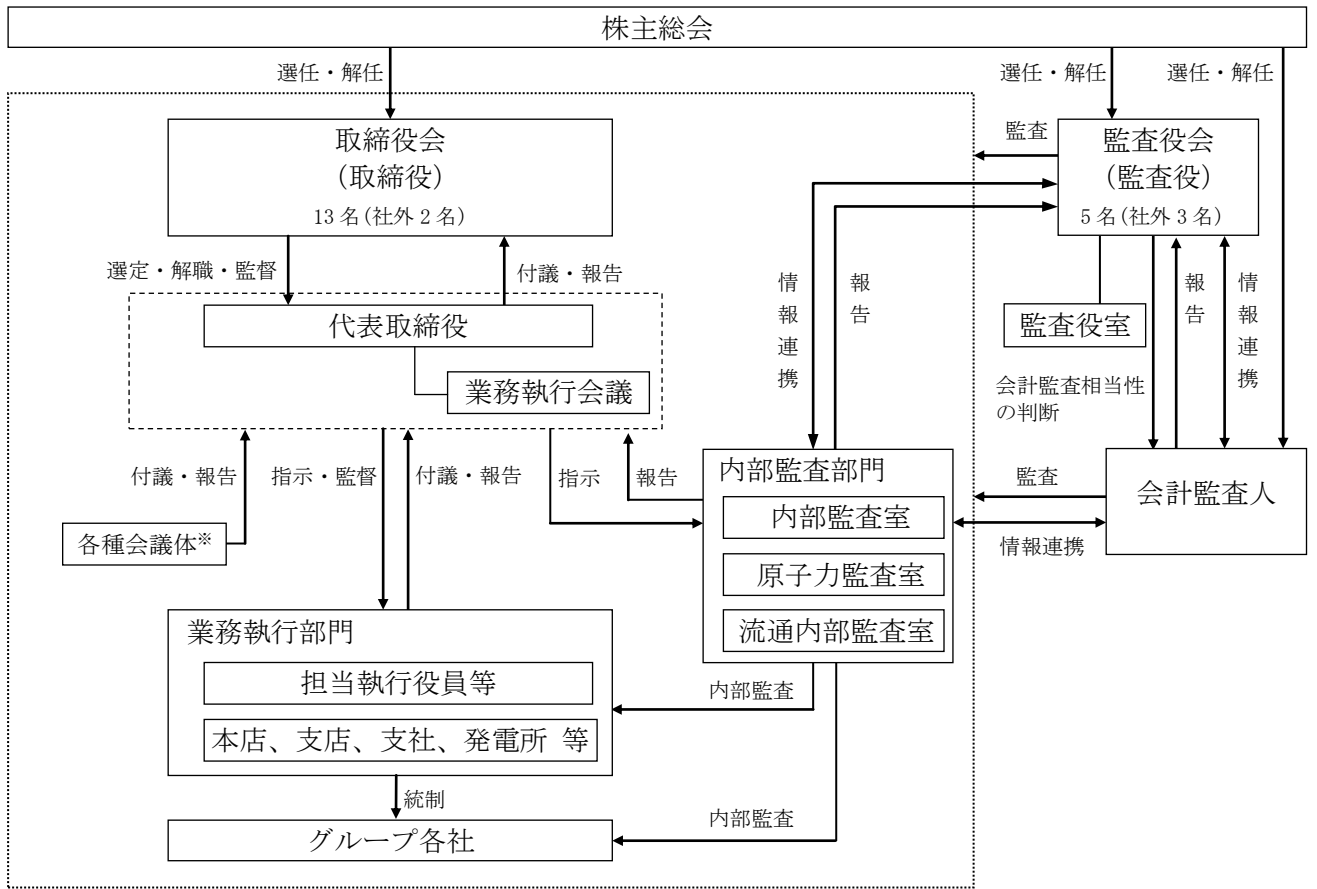 株主総会
選任・解任
選任・解任
選任・解任
取締役会
(取締役)
13 名(社外 2 名)
監査
監査役会
(監査役)
5 名(社外 3 名)
選定・解職・監督
付議・報告
代表取締役
業務執行会議
情報連携
報告
監査役室
会計監査相当性
の判断
報告
情報連携
付議・報告
指示・監督
付議・報告
指示
報告
各種会議体※
内部監査部門
内部監査室
原子力監査室
流通内部監査室
監査
情報連携
会計監査人
業務執行部門
担当執行役員等
本店、支店、支社、発電所 等
内部監査
統制
グループ各社
内部監査